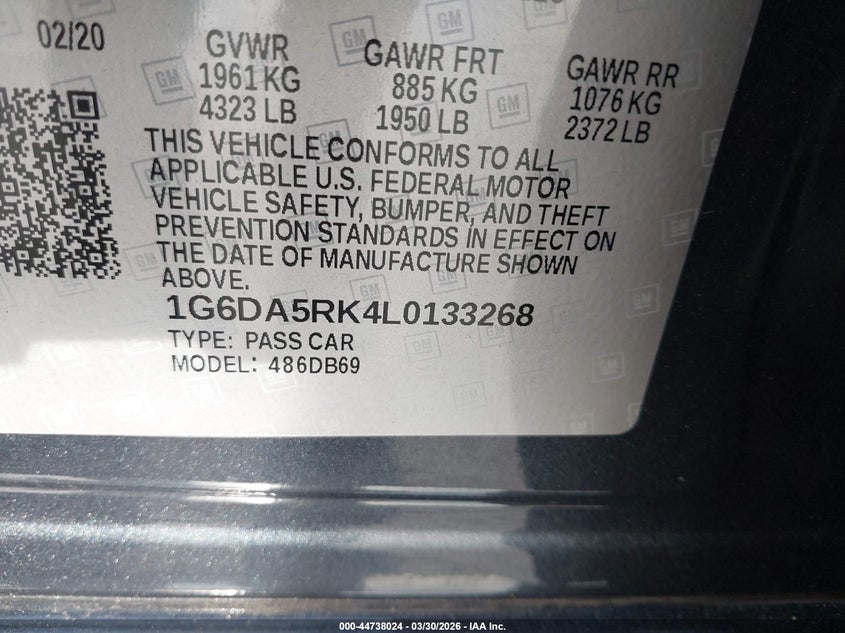 02/20
GVWR
1961 KG
4323 LB
GAWR FRT
885 KG
1950 LB
GAWR RR
1076 KG
2372 LB
THIS VEHICLE CONFORMS TO ALL
APPLICABLE U.S. FEDERAL MOTOR
VEHICLE SAFETY, BUMPER, AND THEFT
PREVENTION STANDARDS IN EFFECT ON
THE DATE OF MANUFACTURE SHOWN
ABOVE.
1G6DA5RK4L0133268
TYPE: PASS CAR
MODEL: 486DB69
GM
000-44738024 — 03/30/2026 — IAA Inc.